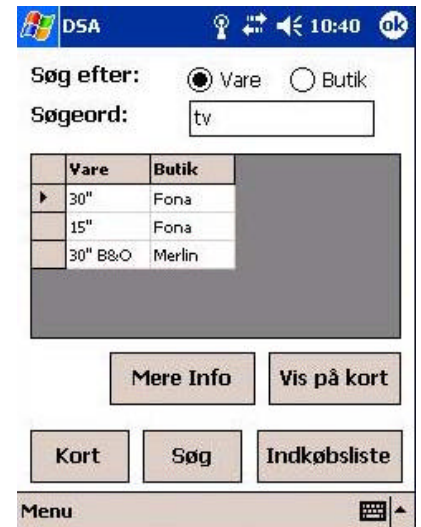 DSA 10:40 ok
Søg efter: Vare Butik
Søgeord: tv
Vare Butik
30" Fona
15" Fona
30" B&O Merlin
Mere Info Vis på kort
Kort Søg Indkøbsliste
Menu